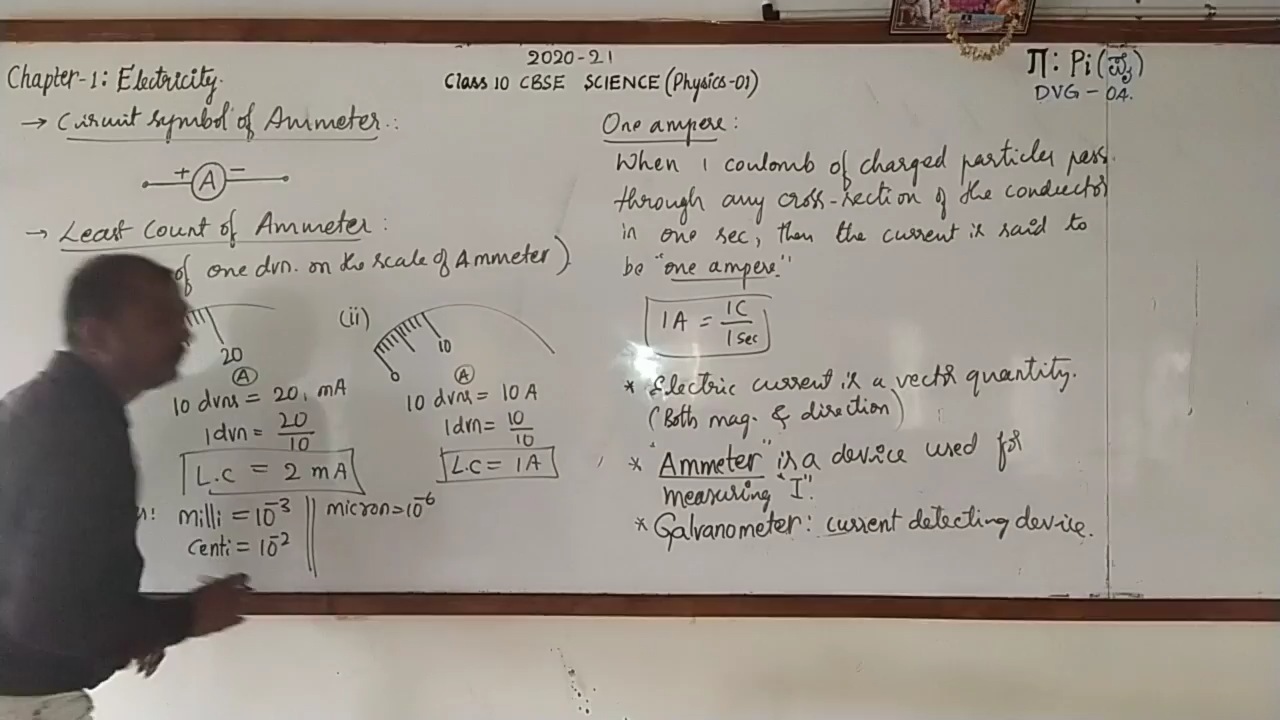 2020-21
Chapter-1: Electricity.
Class 10 CBSE SCIENCE (Physics-01)
∏: Pi (ವೃ)
DVG - 04.
→ Circuit symbol of Ammeter.:
+ A −
→ Least Count of Ammeter:
of one dvn. on the scale of Ammeter)
20
A
10 dvns = 20 mA
1 dvn = 20/10
L.C = 2 mA
(ii)
0 10
A
10 dvns = 10 A
1 dvn = 10/10
L.C = 1A
milli = 10⁻³
centi = 10⁻²
micron = 10⁻⁶
One ampere:
When 1 coulomb of charged particles pass
through any cross-section of the conductor
in one sec, then the current is said to
be "one ampere."
1A = 1C/1sec
* Electric current is a vector quantity.
(Both mag. & direction)
* "Ammeter" is a device used for
measuring "I".
* Galvanometer: current detecting device.